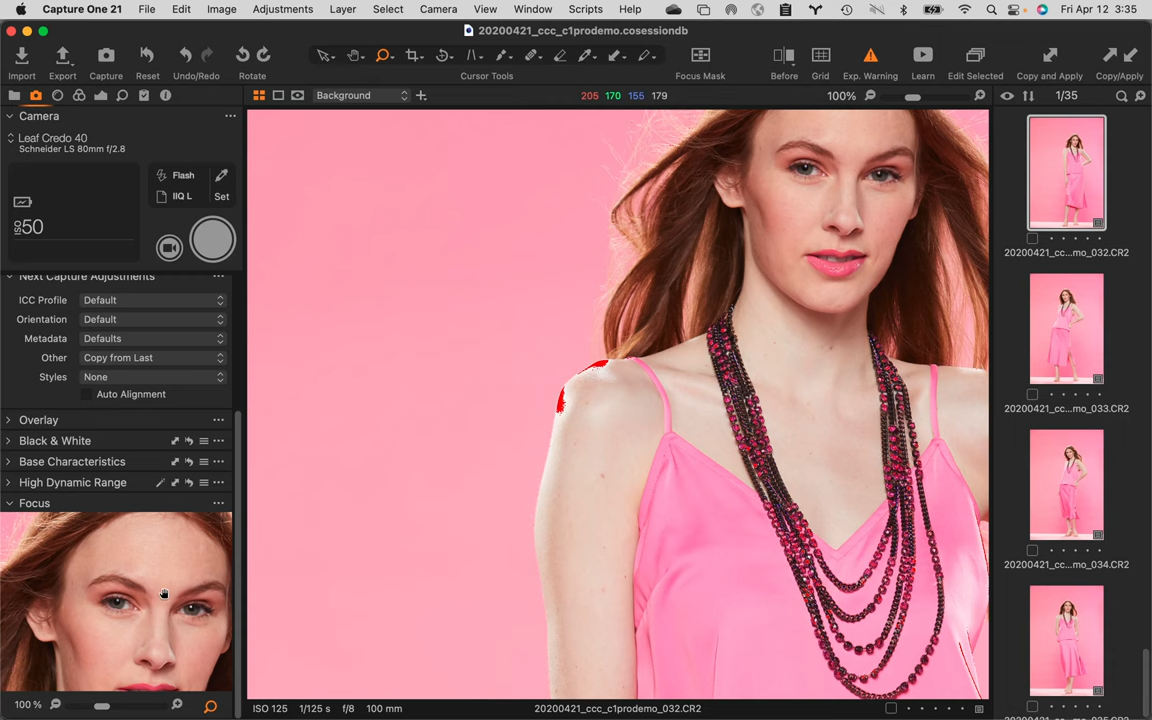 Capture One 21 File Edit Image Adjustments Layer Select Camera View Window Scripts Help Fri Apr 12 3:35
20200421_ccc_c1prodemo.cosessiondb
Import Export Capture Reset Undo/Redo Rotate Cursor Tools Focus Mask Before Grid Exp. Warning Learn Edit Selected Copy and Apply Copy/Apply
Background 205 170 155 179 100% 1/35
Camera
Leaf Credo 40
Schneider LS 80mm f/2.8
Flash
IIQ L Set
ISO 50
Next Capture Adjustments
ICC Profile Default
Orientation Default
Metadata Defaults
Other Copy from Last
Styles None
Auto Alignment
Overlay
Black & White
Base Characteristics
High Dynamic Range
Focus
100 %
ISO 125 1/125 s f/8 100 mm 20200421_ccc_c1prodemo_032.CR2
20200421_cc...mo_032.CR2
20200421_cc...mo_033.CR2
20200421_cc...mo_034.CR2